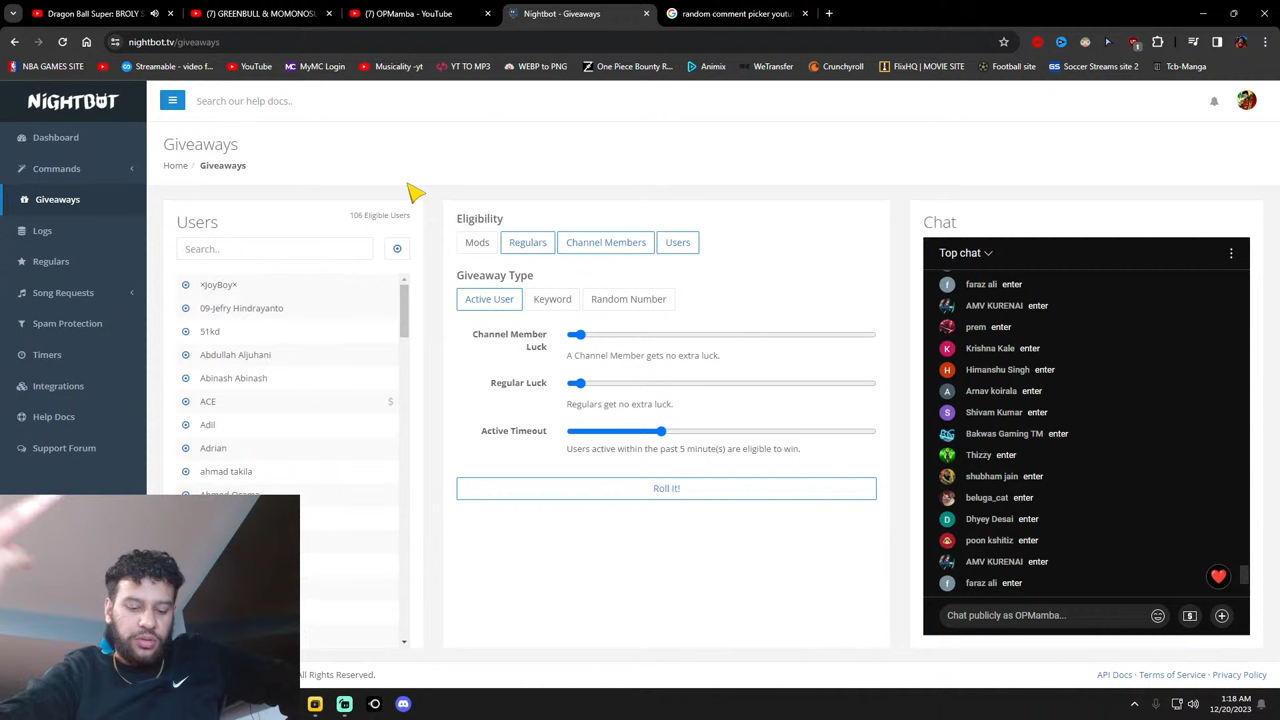 Dragon Ball Super: BROLY S
(7) GREENBULL & MOMONOSU
(7) OPMamba - YouTube
Nightbot - Giveaways
random comment picker youtube
nightbot.tv/giveaways
NBA GAMES SITE
Streamable - video f...
YouTube
MyMC Login
Musicality -yt
YT TO MP3
WEBP to PNG
One Piece Bounty R...
Animix
WeTransfer
Crunchyroll
FlixHQ | MOVIE SITE
Football site
Soccer Streams site 2
Tcb-Manga
NIGHTBOT
Search our help docs..
Dashboard
Commands
Giveaways
Logs
Regulars
Song Requests
Spam Protection
Timers
Integrations
Help Docs
Support Forum
Giveaways
Home / Giveaways
Users
106 Eligible Users
Search..
×JoyBoy×
09-Jefry Hindrayanto
51kd
Abdullah Aljuhani
Abinash Abinash
ACE $
Adil
Adrian
ahmad takila
Eligibility
Mods Regulars Channel Members Users
Giveaway Type
Active User Keyword Random Number
Channel Member Luck
A Channel Member gets no extra luck.
Regular Luck
Regulars get no extra luck.
Active Timeout
Users active within the past 5 minute(s) are eligible to win.
Roll It!
Chat
Top chat
faraz ali enter
AMV KURENAI enter
prem enter
Krishna Kale enter
Himanshu Singh enter
Arnav koirala enter
Shivam Kumar enter
Bakwas Gaming TM enter
Thizzy enter
shubham jain enter
beluga_cat enter
Dhyey Desai enter
poon kshitiz enter
AMV KURENAI enter
faraz ali enter
Chat publicly as OPMamba...
All Rights Reserved.
API Docs · Terms of Service · Privacy Policy
1:18 AM
12/20/2023